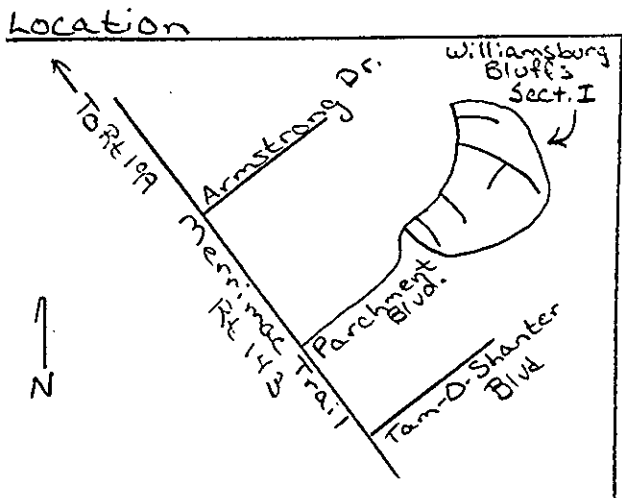 Location
Williamsburg
Bluffs
Sect. I
To Rt 199
Armstrong Dr.
Merrimac Trail
Rt 143
Parchment
Blvd.
Tam-O-Shanter
Blvd
N